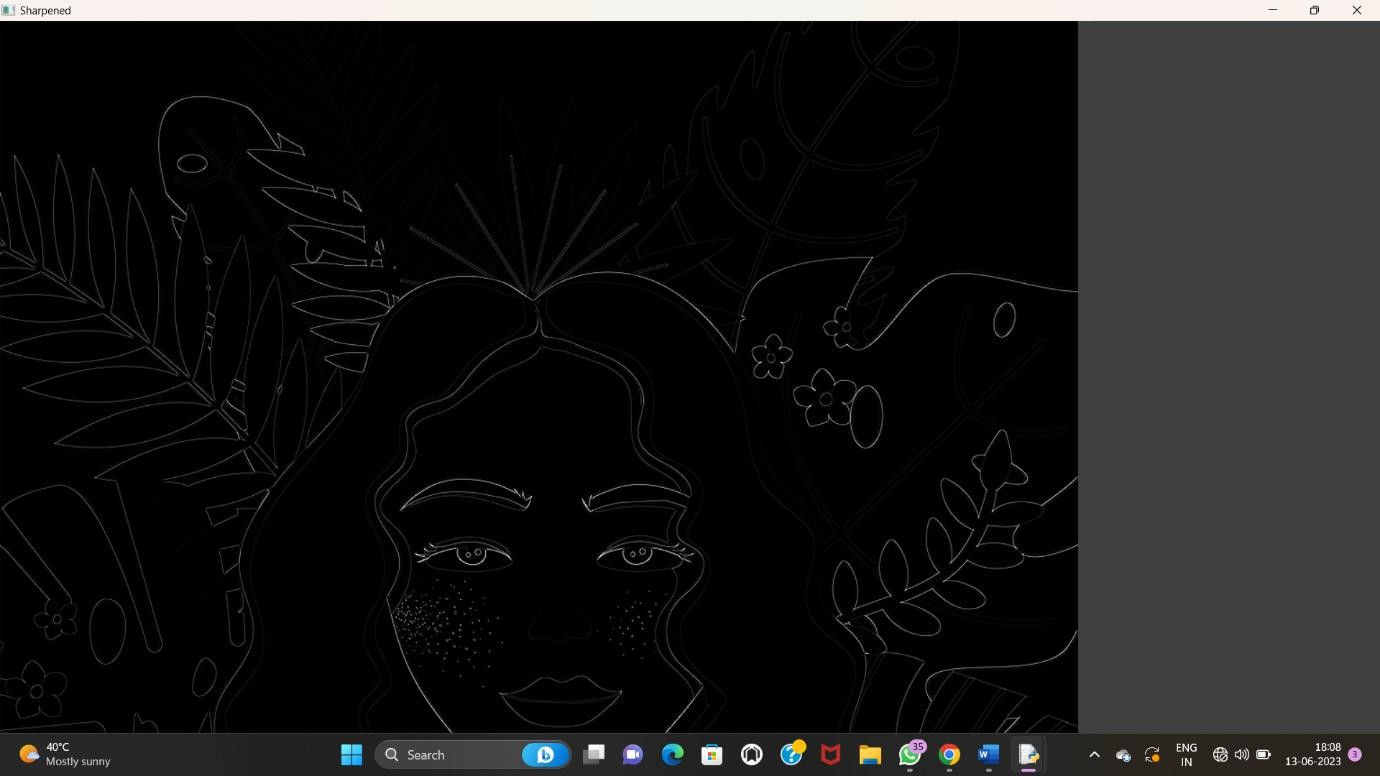 Sharpened
40°C
Mostly sunny
Search
35
ENG
IN
18:08
13-06-2023
3